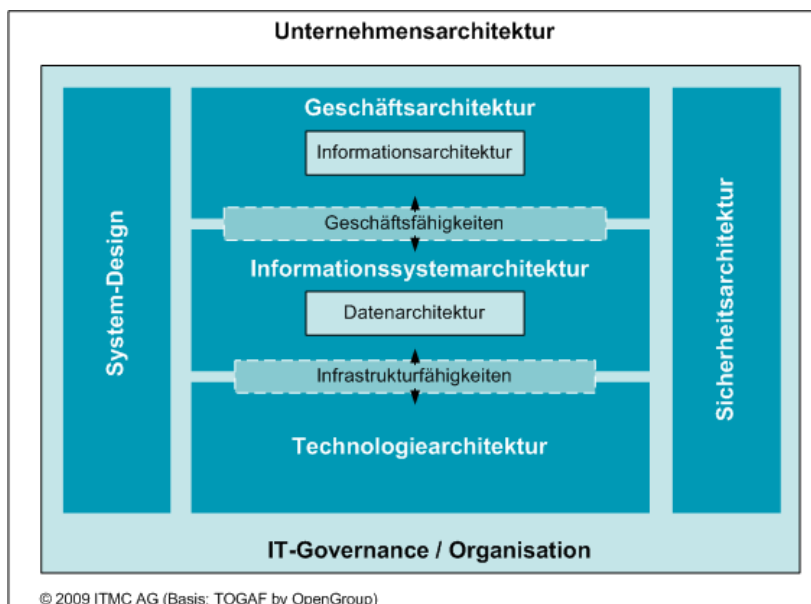 Unternehmensarchitektur
System-Design
Geschäftsarchitektur
Informationsarchitektur
Geschäftsfähigkeiten
Informationssystemarchitektur
Datenarchitektur
Infrastrukturfähigkeiten
Technologiearchitektur
Sicherheitsarchitektur
IT-Governance / Organisation
© 2009 ITMC AG (Basis: TOGAF by OpenGroup)